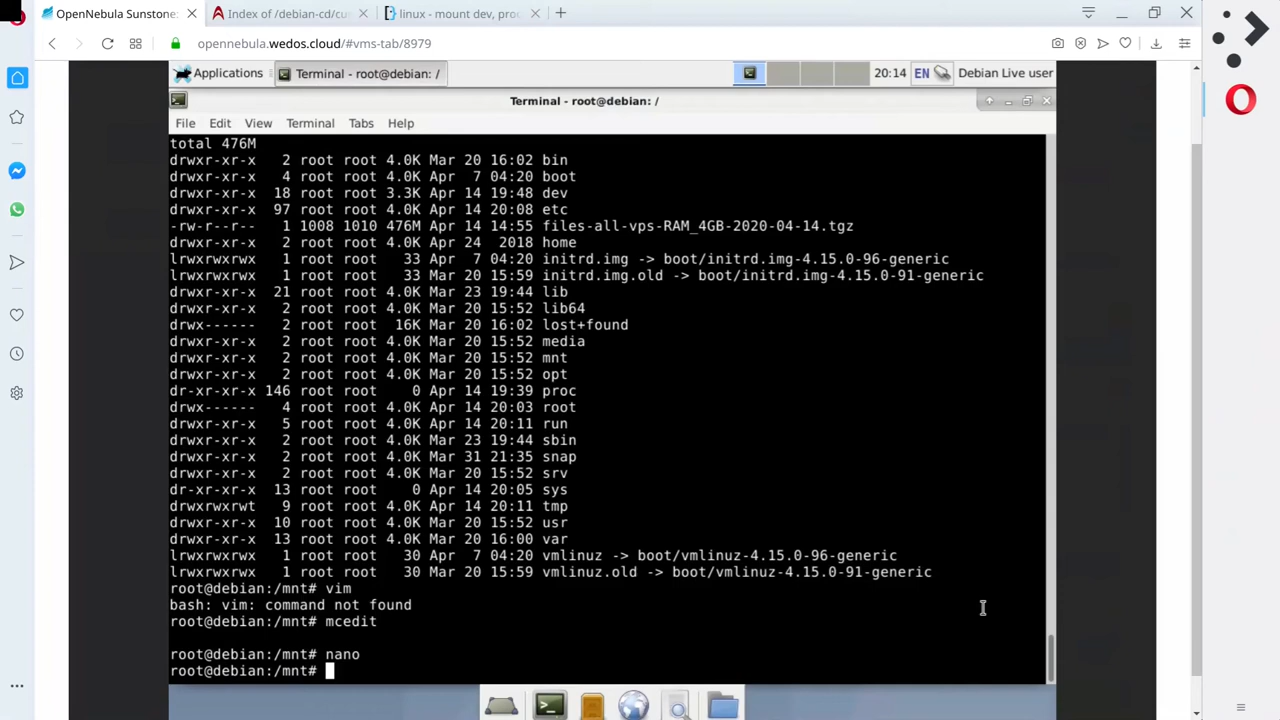 OpenNebula Sunstone:
Index of /debian-cd/cu
linux - mount dev, proc
opennebula.wedos.cloud/#vms-tab/8979
Applications
Terminal - root@debian: /
20:14
EN
Debian Live user
Terminal - root@debian: /
File Edit View Terminal Tabs Help
total 476M
drwxr-xr-x 2 root root 4.0K Mar 20 16:02 bin
drwxr-xr-x 4 root root 4.0K Apr 7 04:20 boot
drwxr-xr-x 18 root root 3.3K Apr 14 19:48 dev
drwxr-xr-x 97 root root 4.0K Apr 14 20:08 etc
-rw-r--r-- 1 1008 1010 476M Apr 14 14:55 files-all-vps-RAM_4GB-2020-04-14.tgz
drwxr-xr-x 2 root root 4.0K Apr 24 2018 home
lrwxrwxrwx 1 root root 33 Apr 7 04:20 initrd.img -> boot/initrd.img-4.15.0-96-generic
lrwxrwxrwx 1 root root 33 Mar 20 15:59 initrd.img.old -> boot/initrd.img-4.15.0-91-generic
drwxr-xr-x 21 root root 4.0K Mar 23 19:44 lib
drwxr-xr-x 2 root root 4.0K Mar 20 15:52 lib64
drwx------ 2 root root 16K Mar 20 16:02 lost+found
drwxr-xr-x 2 root root 4.0K Mar 20 15:52 media
drwxr-xr-x 2 root root 4.0K Mar 20 15:52 mnt
drwxr-xr-x 2 root root 4.0K Mar 20 15:52 opt
dr-xr-xr-x 146 root root 0 Apr 14 19:39 proc
drwx------ 4 root root 4.0K Apr 14 20:03 root
drwxr-xr-x 5 root root 4.0K Apr 14 20:11 run
drwxr-xr-x 2 root root 4.0K Mar 23 19:44 sbin
drwxr-xr-x 2 root root 4.0K Mar 31 21:35 snap
drwxr-xr-x 2 root root 4.0K Mar 20 15:52 srv
dr-xr-xr-x 13 root root 0 Apr 14 20:05 sys
drwxrwxrwt 9 root root 4.0K Apr 14 20:11 tmp
drwxr-xr-x 10 root root 4.0K Mar 20 15:52 usr
drwxr-xr-x 13 root root 4.0K Mar 20 16:00 var
lrwxrwxrwx 1 root root 30 Apr 7 04:20 vmlinuz -> boot/vmlinuz-4.15.0-96-generic
lrwxrwxrwx 1 root root 30 Mar 20 15:59 vmlinuz.old -> boot/vmlinuz-4.15.0-91-generic
root@debian:/mnt# vim
bash: vim: command not found
root@debian:/mnt# mcedit
root@debian:/mnt# nano
root@debian:/mnt#